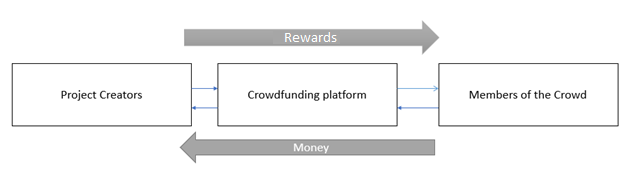 Rewards
Project Creators
Crowdfunding platform
Members of the Crowd
Money